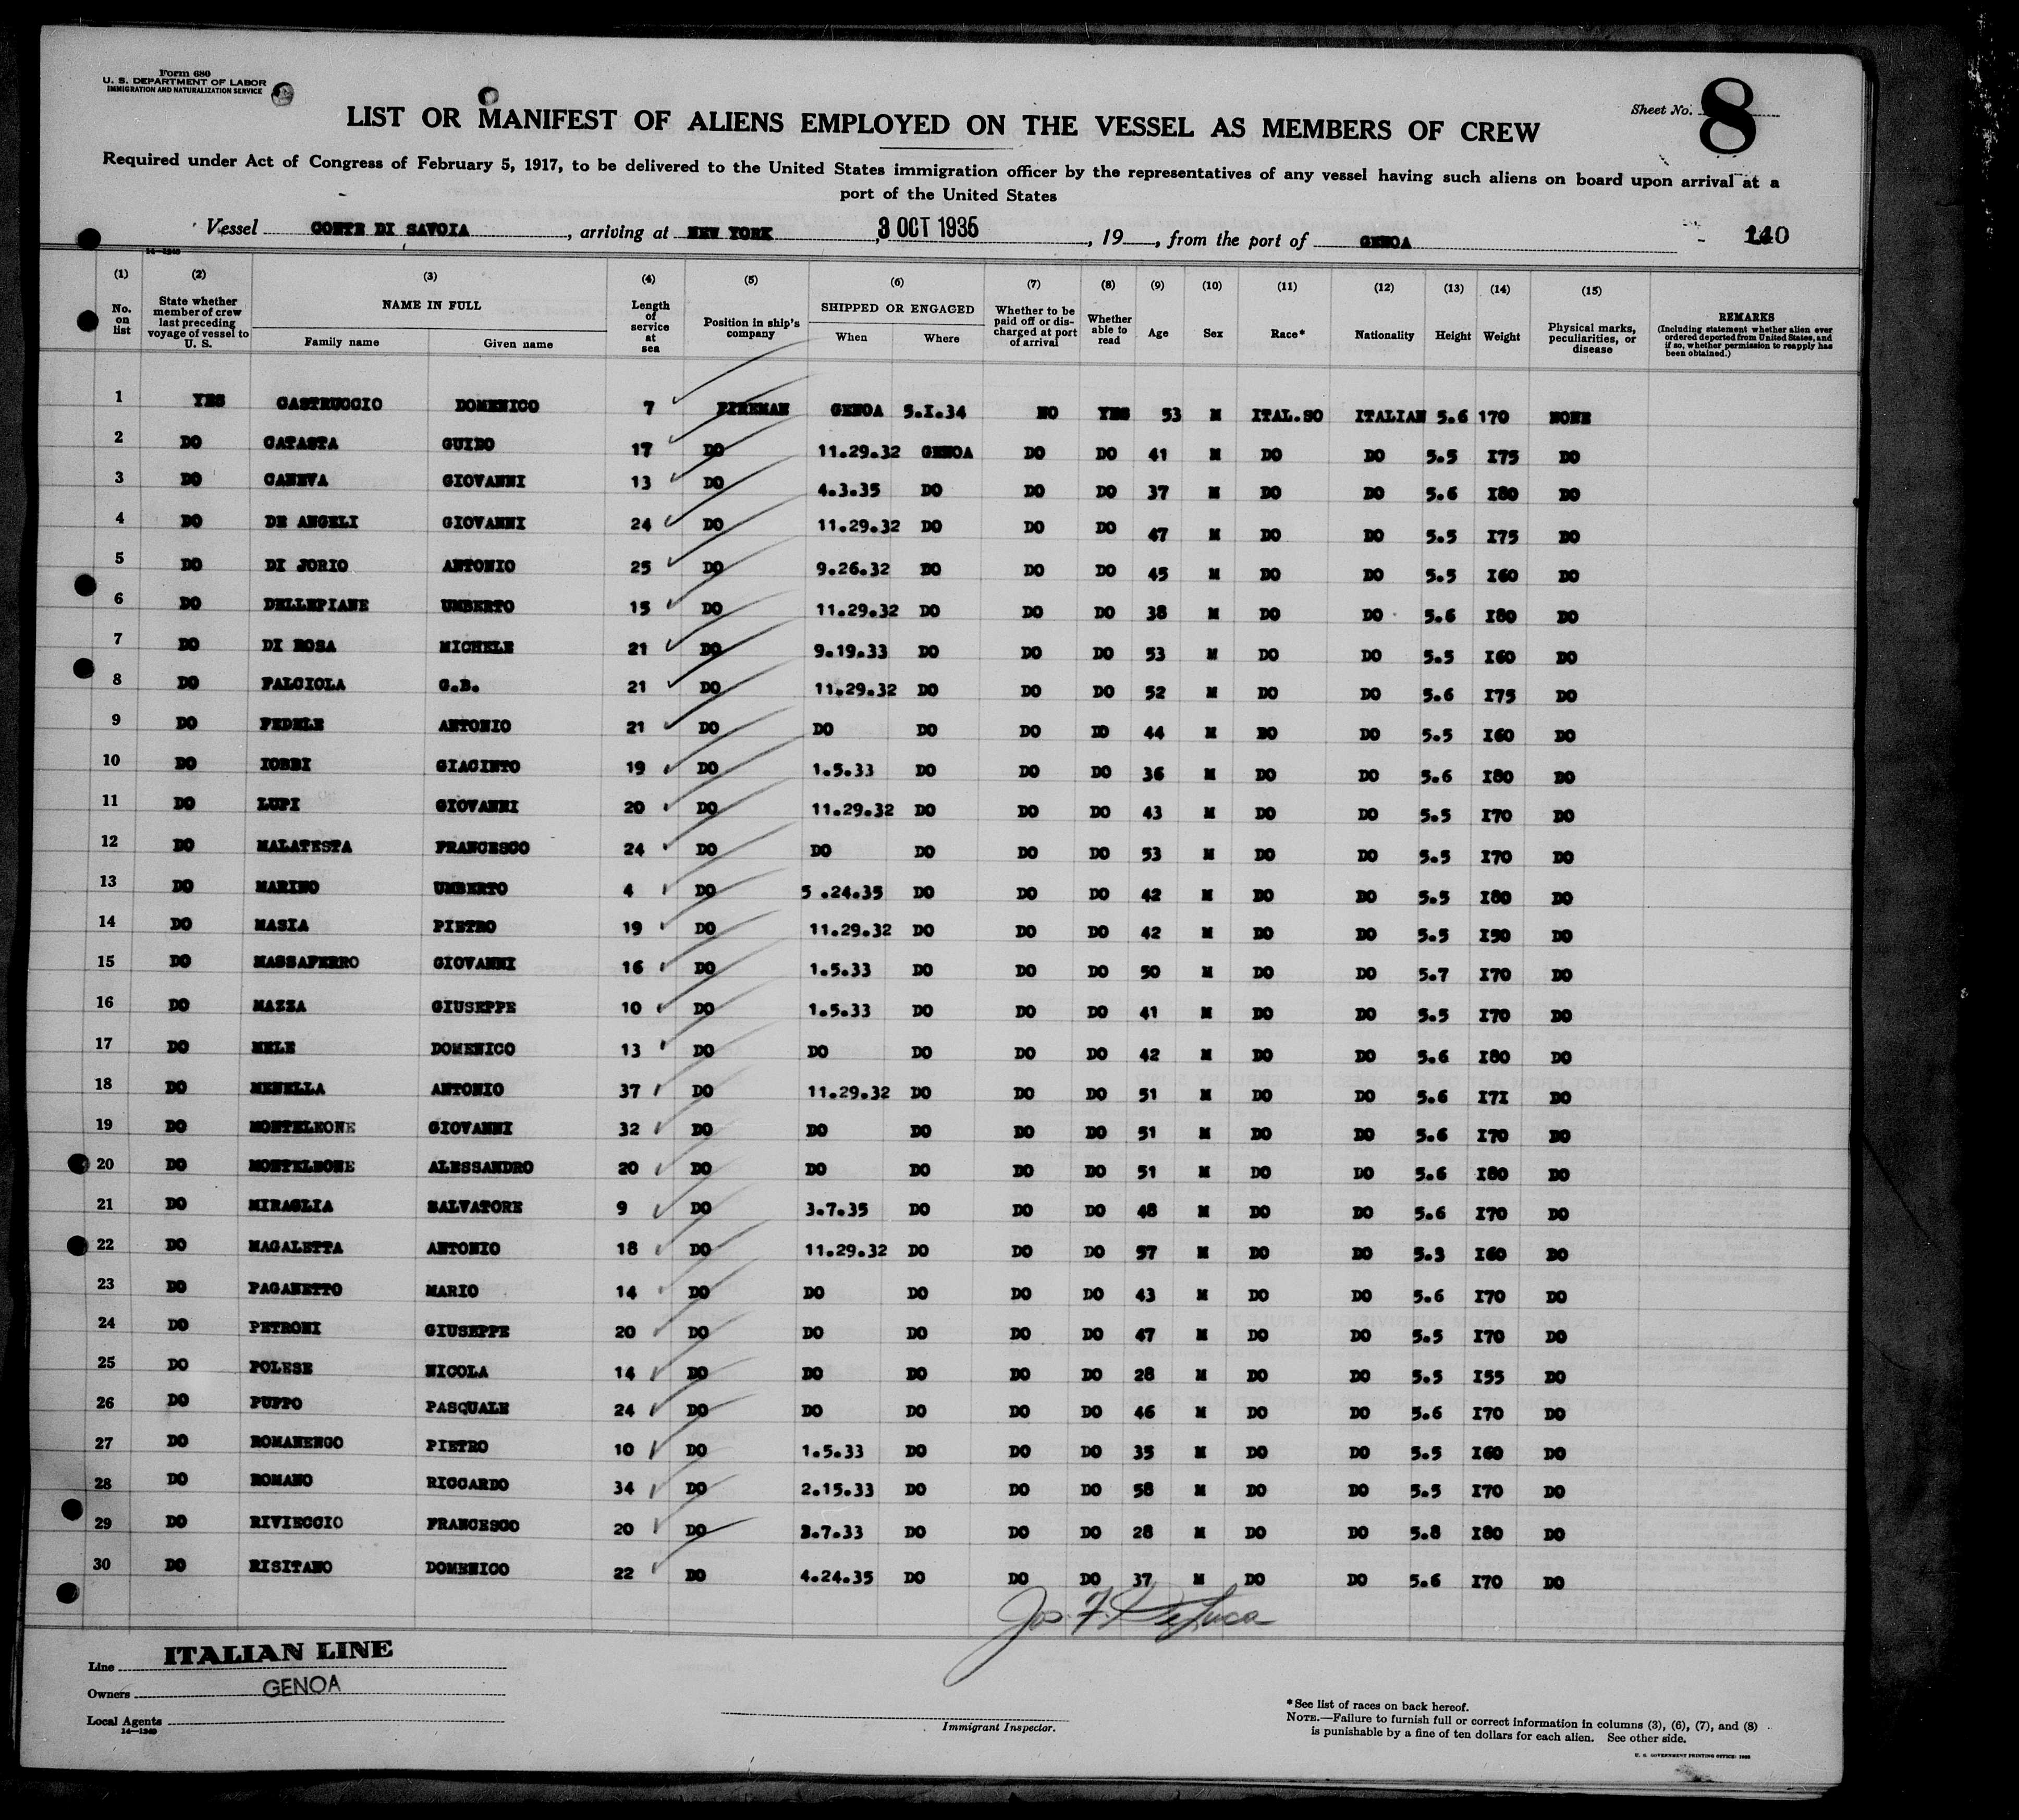 Form 680
U. S. DEPARTMENT OF LABOR
IMMIGRATION AND NATURALIZATION SERVICE
Sheet No. 8
LIST OR MANIFEST OF ALIENS EMPLOYED ON THE VESSEL AS MEMBERS OF CREW
Required under Act of Congress of February 5, 1917, to be delivered to the United States immigration officer by the representatives of any vessel having such aliens on board upon arrival at a
port of the United States
Vessel CONTE DI SAVOIA, arriving at NEW YORK, 3 OCT 1935, 19, from the port of GENOA
14—1240
(1) (2) (3) (4) (5) (6) (7) (8) (9) (10) (11) (12) (13) (14) (15)
No. on list State whether member of crew last preceding voyage of vessel to U. S. NAME IN FULL Family name Given name Length of service at sea Position in ship's company SHIPPED OR ENGAGED When Where Whether to be paid off or discharged at port of arrival Whether able to read Age Sex Race* Nationality Height Weight Physical marks, peculiarities, or disease REMARKS (Including statement whether alien ever ordered deported from United States, and if so, whether permission to reapply has been obtained.)
1 YES CASTRUCCIO DOMENICO 7 FIREMAN GENOA 5.I.34 NO YES 53 M ITAL.SO ITALIAN 5.6 170 NONE
2 DO CATASTA GUIDO 17 DO 11.29.32 GENOA DO DO 41 M DO DO 5.5 I75 DO
3 DO CANEVA GIOVANNI 13 DO 4.3.35 DO DO DO 37 M DO DO 5.6 I80 DO
4 DO DE ANGELI GIOVANNI 24 DO 11.29.32 DO DO DO 47 M DO DO 5.5 I75 DO
5 DO DI JORIO ANTONIO 25 DO 9.26.32 DO DO DO 45 M DO DO 5.5 I60 DO
6 DO DELLEPIANE UMBERTO 15 DO 11.29.32 DO DO DO 38 M DO DO 5.6 I80 DO
7 DO DI ROSA MICHELE 21 DO 9.19.33 DO DO DO 53 M DO DO 5.5 I60 DO
8 DO FALCIOLA G.B. 21 DO 11.29.32 DO DO DO 52 M DO DO 5.6 I75 DO
9 DO FEDELE ANTONIO 21 DO DO DO DO DO 44 M DO DO 5.5 I60 DO
10 DO IOBBI GIACINTO 19 DO 1.5.33 DO DO DO 36 M DO DO 5.6 I80 DO
11 DO LUPI GIOVANNI 20 DO 11.29.32 DO DO DO 43 M DO DO 5.5 I70 DO
12 DO MALATESTA FRANCESCO 24 DO DO DO DO DO 53 M DO DO 5.5 I70 DO
13 DO MARINO UMBERTO 4 DO 5 .24.35 DO DO DO 42 M DO DO 5.5 I80 DO
14 DO MASIA PIETRO 19 DO 11.29.32 DO DO DO 42 M DO DO 5.5 I50 DO
15 DO MASSAFERRO GIOVANNI 16 DO 1.5.33 DO DO DO 50 M DO DO 5.7 I70 DO
16 DO MAZZA GIUSEPPE 10 DO 1.5.33 DO DO DO 41 M DO DO 5.5 I70 DO
17 DO MELE DOMENICO 13 DO DO DO DO DO 42 M DO DO 5.6 I80 DO
18 DO MENELLA ANTONIO 37 DO 11.29.32 DO DO DO 51 M DO DO 5.6 I7I DO
19 DO MONTELEONE GIOVANNI 32 DO DO DO DO DO 51 M DO DO 5.6 I70 DO
20 DO MONTELEONE ALESSANDRO 20 DO DO DO DO DO 51 M DO DO 5.6 I80 DO
21 DO MIRAGLIA SALVATORE 9 DO 3.7.35 DO DO DO 48 M DO DO 5.6 I70 DO
22 DO MAGALETTA ANTONIO 18 DO 11.29.32 DO DO DO 57 M DO DO 5.3 I60 DO
23 DO PAGANETTO MARIO 14 DO DO DO DO DO 43 M DO DO 5.6 I70 DO
24 DO PETRONI GIUSEPPE 20 DO DO DO DO DO 47 M DO DO 5.5 I70 DO
25 DO POLESE NICOLA 14 DO DO DO DO DO 28 M DO DO 5.5 I55 DO
26 DO PUPPO PASQUALE 24 DO DO DO DO DO 46 M DO DO 5.6 I70 DO
27 DO ROMANENGO PIETRO 10 DO 1.5.33 DO DO DO 35 M DO DO 5.5 I60 DO
28 DO ROMANO RICCARDO 34 DO 2.15.33 DO DO DO 58 M DO DO 5.5 I70 DO
29 DO RIVIECCIO FRANCESCO 20 DO 3.7.33 DO DO DO 28 M DO DO 5.8 I80 DO
30 DO RISITANO DOMENICO 22 DO 4.24.35 DO DO DO 37 M DO DO 5.6 I70 DO
Jos. F. DeLuca
Line ITALIAN LINE
Owners GENOA
Local Agents
14—1240
Immigrant Inspector.
*See list of races on back hereof.
NOTE.—Failure to furnish full or correct information in columns (3), (6), (7), and (8)
is punishable by a fine of ten dollars for each alien. See other side.